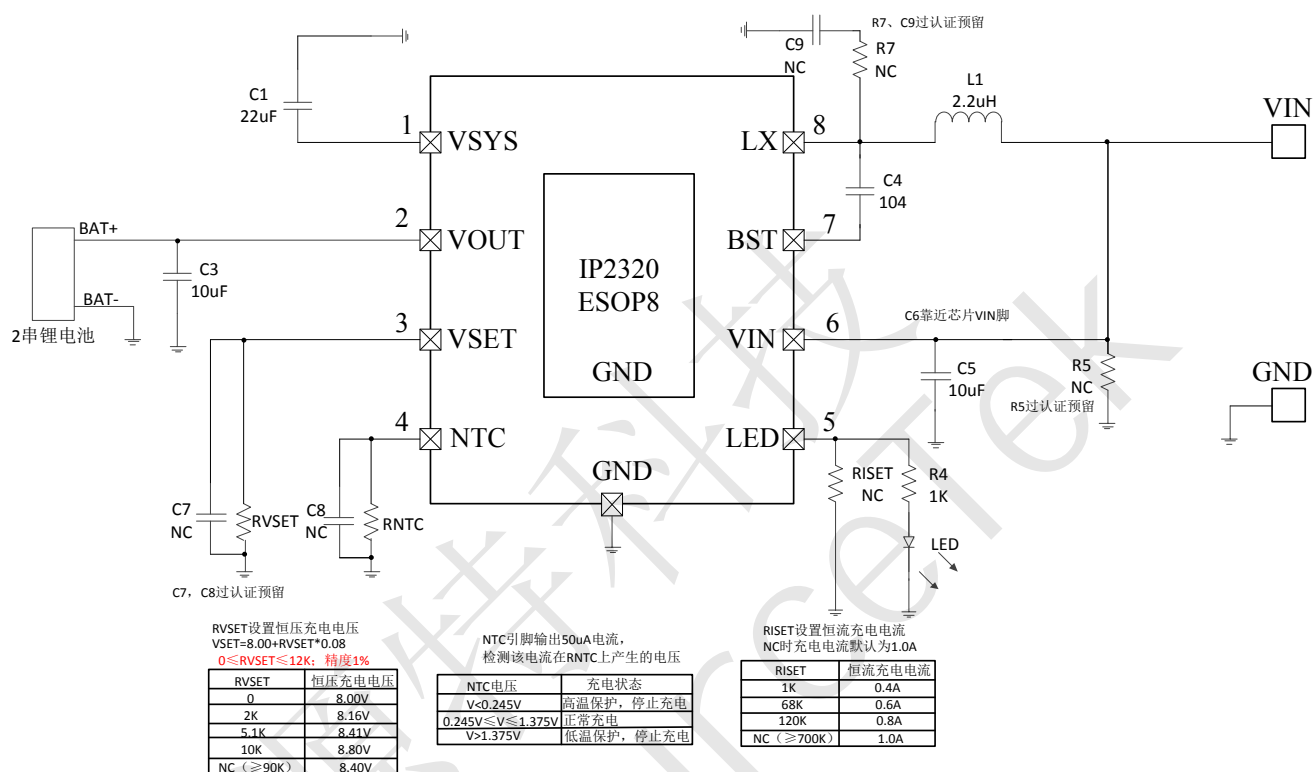 R7、C9过认证预留
C9
NC
R7
NC
C1
22uF
L1
2.2uH
VIN
1
VSYS
LX
8
C4
104
BAT+
2
VOUT
BST
7
C3
10uF
IP2320
ESOP8
BAT-
2串锂电池
3
VSET
VIN
6
C6靠近芯片VIN脚
GND
C5
10uF
R5
NC
R5过认证预留
GND
4
NTC
LED
5
GND
RISET
NC
R4
1K
C7
NC
RVSET
C8
NC
RNTC
LED
C7，C8过认证预留
RVSET设置恒压充电电压
VSET=8.00+RVSET*0.08
0≤RVSET≤12K；精度1%
RVSET 恒压充电电压
0 8.00V
2K 8.16V
5.1K 8.41V
10K 8.80V
NC（≥90K） 8.40V
NTC引脚输出50uA电流，
检测该电流在RNTC上产生的电压
NTC电压 充电状态
V<0.245V 高温保护，停止充电
0.245V≤V≤1.375V 正常充电
V>1.375V 低温保护，停止充电
RISET设置恒流充电电流
NC时充电电流默认为1.0A
RISET 恒流充电电流
1K 0.4A
68K 0.6A
120K 0.8A
NC（≥700K） 1.0A